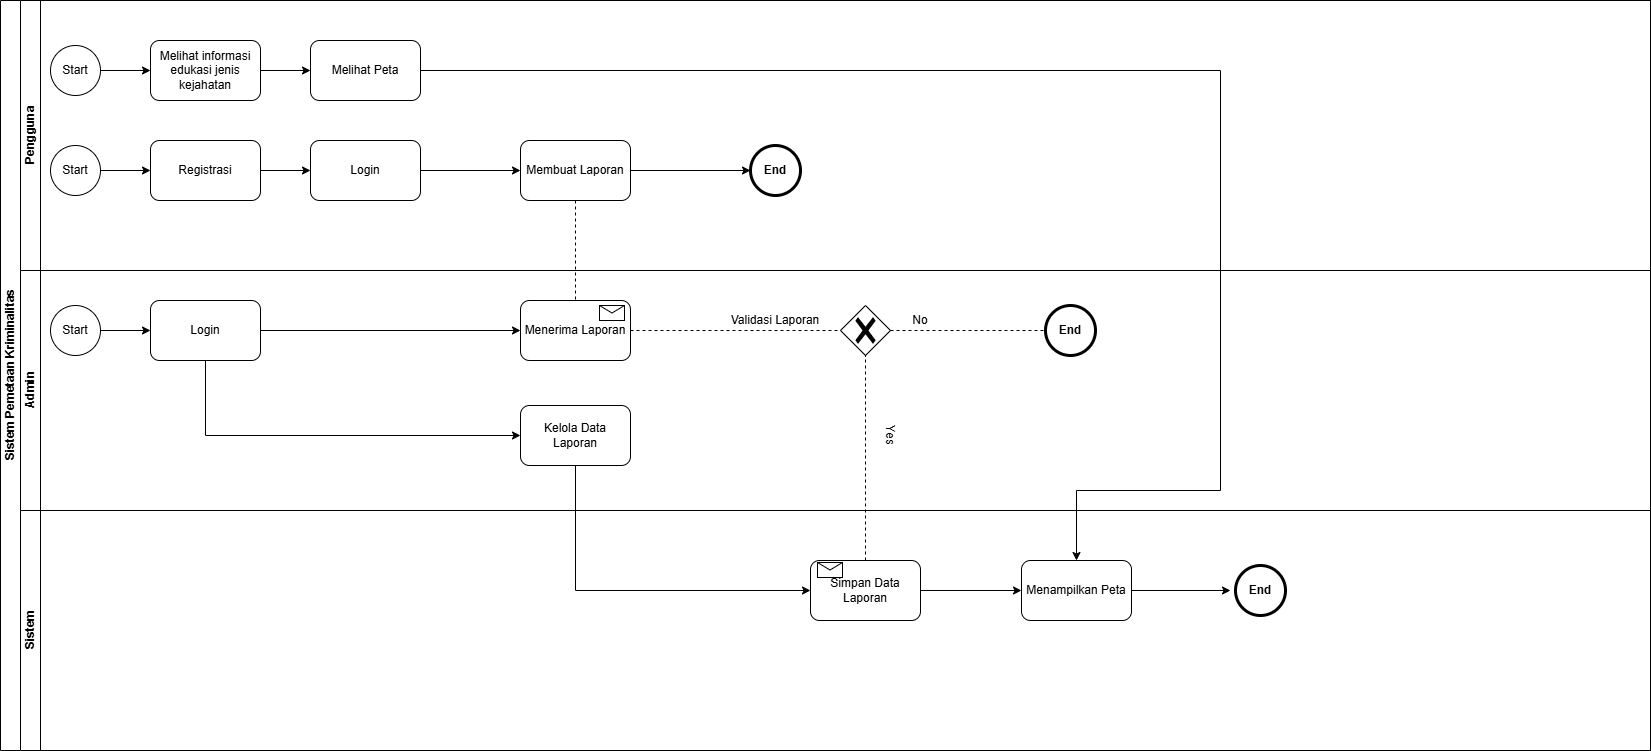 Sistem Pemetaan Kriminalitas
Pengguna
Start
Melihat informasi
edukasi jenis
kejahatan
Melihat Peta
Start
Registrasi
Login
Membuat Laporan
End
Admin
Start
Login
Menerima Laporan
Validasi Laporan
No
End
Yes
Kelola Data
Laporan
Sistem
Simpan Data
Laporan
Menampilkan Peta
End